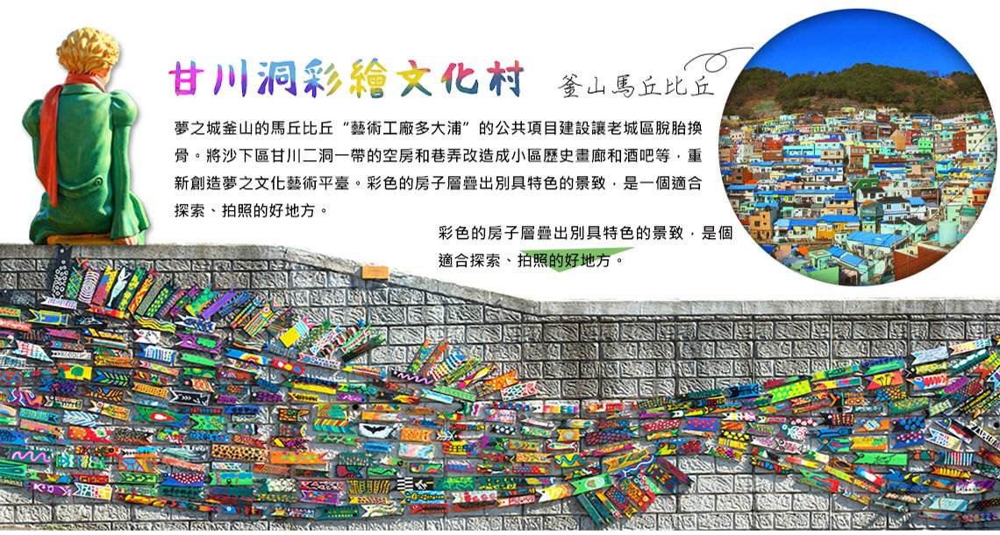 甘川洞彩繪文化村
釜山馬丘比丘
夢之城釜山的馬丘比丘“藝術工廠多大浦”的公共項目建設讓老城區脫胎換
骨。將沙下區甘川二洞一帶的空房和巷弄改造成小區歷史畫廊和酒吧等，重
新創造夢之文化藝術平臺。彩色的房子層疊出別具特色的景致，是一個適合
探索、拍照的好地方。
彩色的房子層疊出別具特色的景致，是個
適合探索、拍照的好地方。